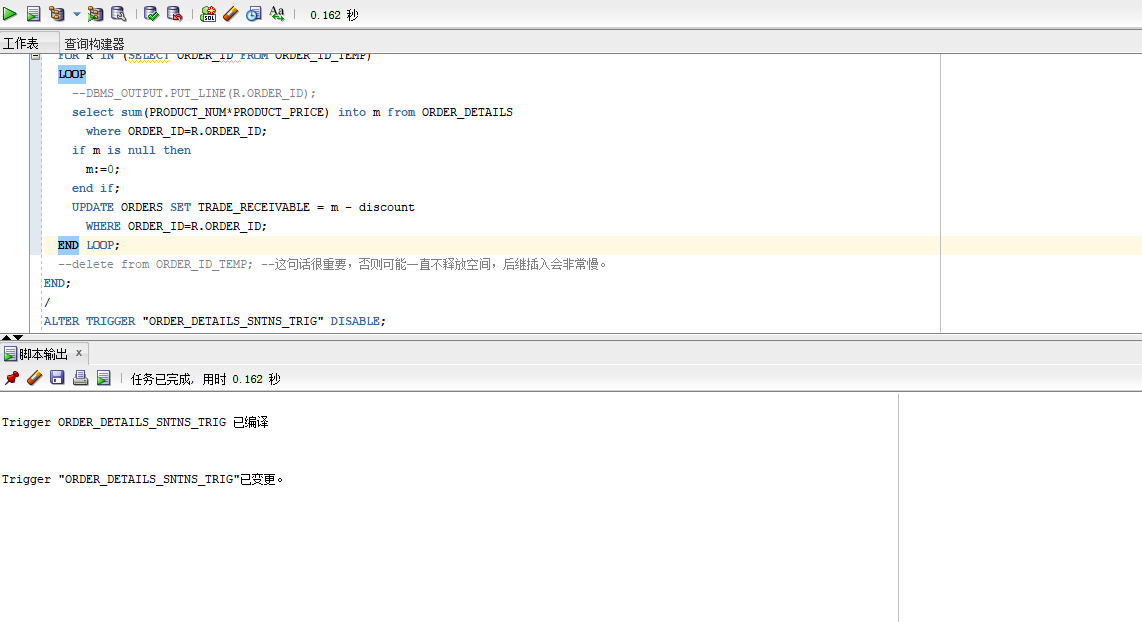 0.162 秒
工作表 查询构建器
FOR R IN (SELECT ORDER_ID FROM ORDER_ID_TEMP)
LOOP
--DBMS_OUTPUT.PUT_LINE(R.ORDER_ID);
select sum(PRODUCT_NUM*PRODUCT_PRICE) into m from ORDER_DETAILS
where ORDER_ID=R.ORDER_ID;
if m is null then
m:=0;
end if;
UPDATE ORDERS SET TRADE_RECEIVABLE = m - discount
WHERE ORDER_ID=R.ORDER_ID;
END LOOP;
--delete from ORDER_ID_TEMP; --这句话很重要，否则可能一直不释放空间，后继插入会非常慢。
END;
/
ALTER TRIGGER "ORDER_DETAILS_SNTNS_TRIG" DISABLE;
脚本输出 x
任务已完成, 用时 0.162 秒
Trigger ORDER_DETAILS_SNTNS_TRIG 已编译
Trigger "ORDER_DETAILS_SNTNS_TRIG"已变更。